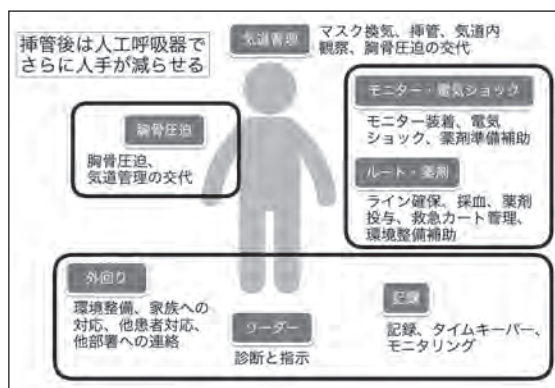 挿管後は人工呼吸器で
さらに人手が減らせる
気道管理
マスク換気、挿管、気道内
観察、胸骨圧迫の交代
胸骨圧迫
胸骨圧迫、
気道管理の交代
モニター・電気ショック
モニター装着、電気
ショック、薬剤準備補助
ルート・薬剤
ライン確保、採血、薬剤
投与、救急カート管理、
環境整備補助
外回り
環境整備、家族への
対応、他患者対応、
他部署への連絡
リーダー
診断と指示
記録
記録、タイムキーパー、
モニタリング